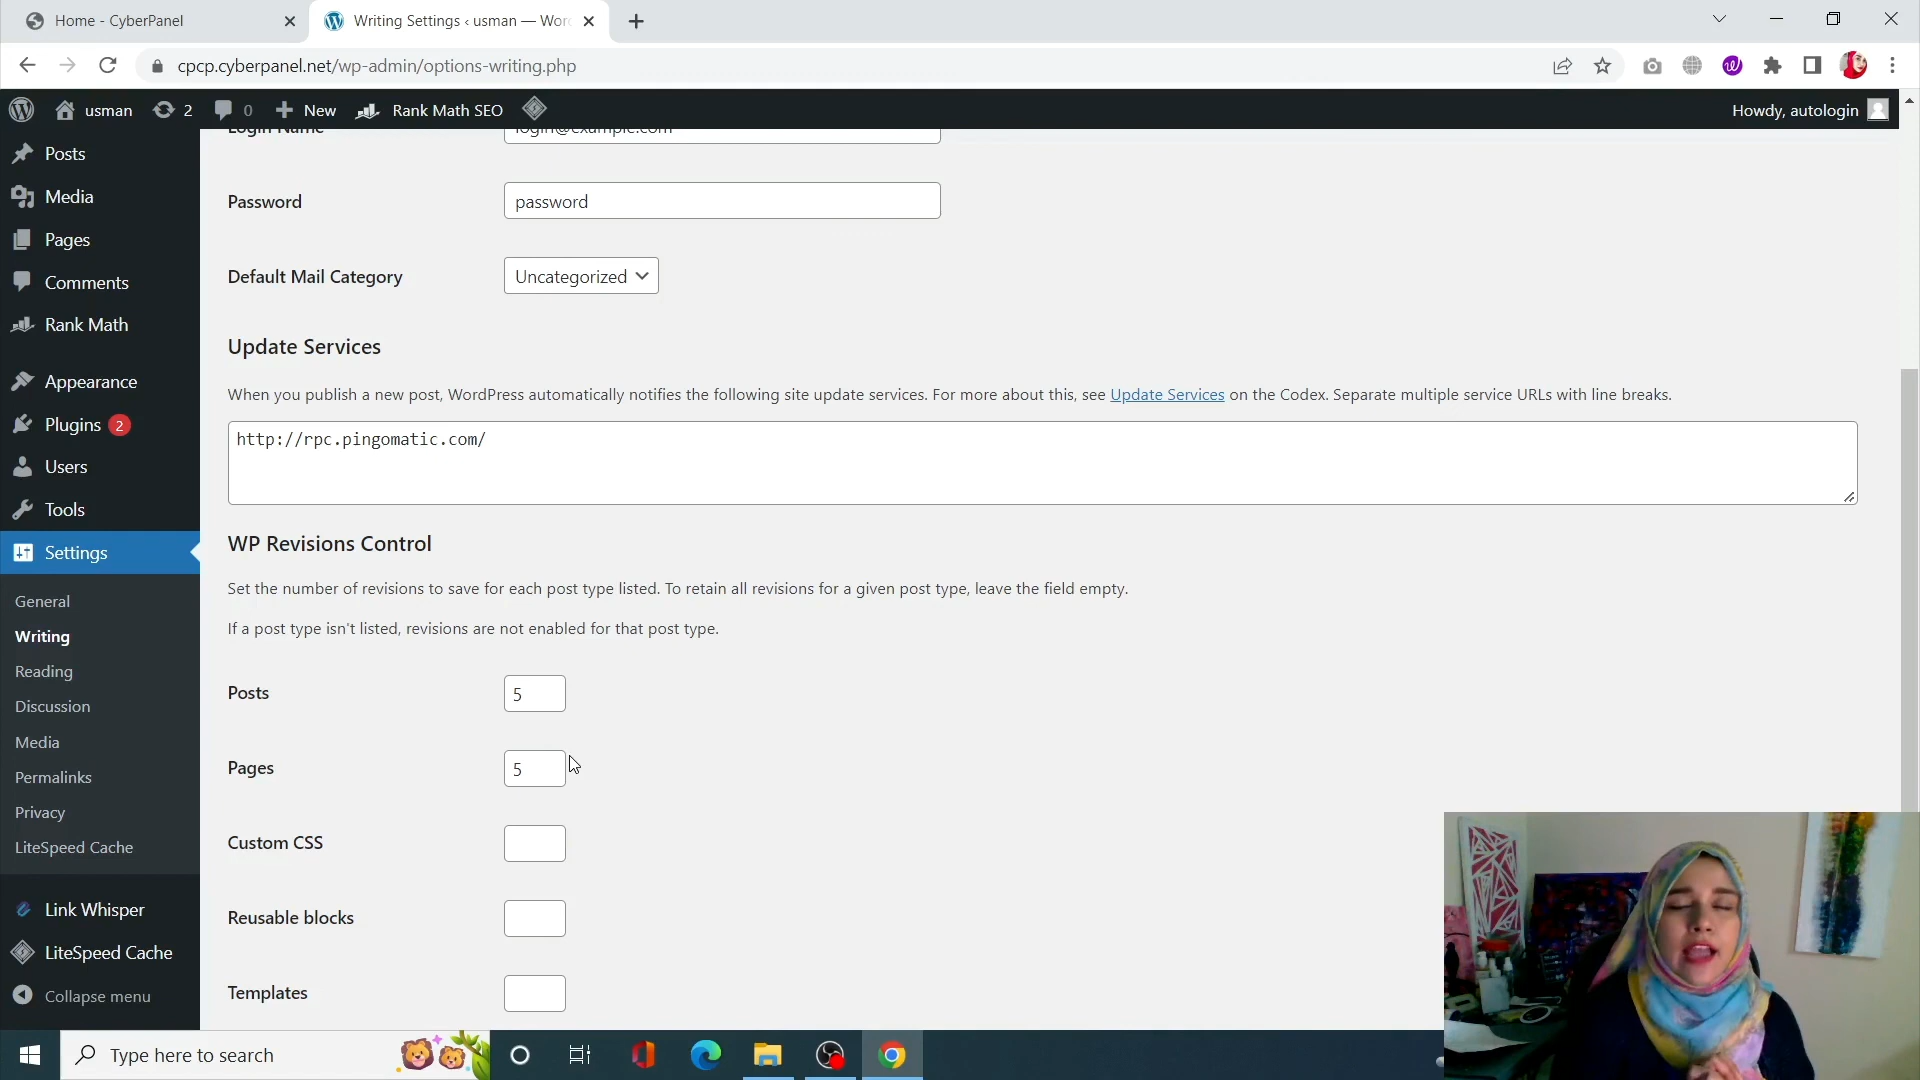 Home - CyberPanel
Writing Settings ‹ usman — Wor
cpcp.cyberpanel.net/wp-admin/options-writing.php
usman
2
0
New
Rank Math SEO
Howdy, autologin
Login Name
login@example.com
Posts
Media
Pages
Comments
Rank Math
Appearance
Plugins 2
Users
Tools
Settings
General
Writing
Reading
Discussion
Media
Permalinks
Privacy
LiteSpeed Cache
Link Whisper
LiteSpeed Cache
Collapse menu
Password
password
Default Mail Category
Uncategorized
Update Services
When you publish a new post, WordPress automatically notifies the following site update services. For more about this, see Update Services on the Codex. Separate multiple service URLs with line breaks.
http://rpc.pingomatic.com/
WP Revisions Control
Set the number of revisions to save for each post type listed. To retain all revisions for a given post type, leave the field empty.
If a post type isn't listed, revisions are not enabled for that post type.
Posts
5
Pages
5
Custom CSS
Reusable blocks
Templates
Type here to search